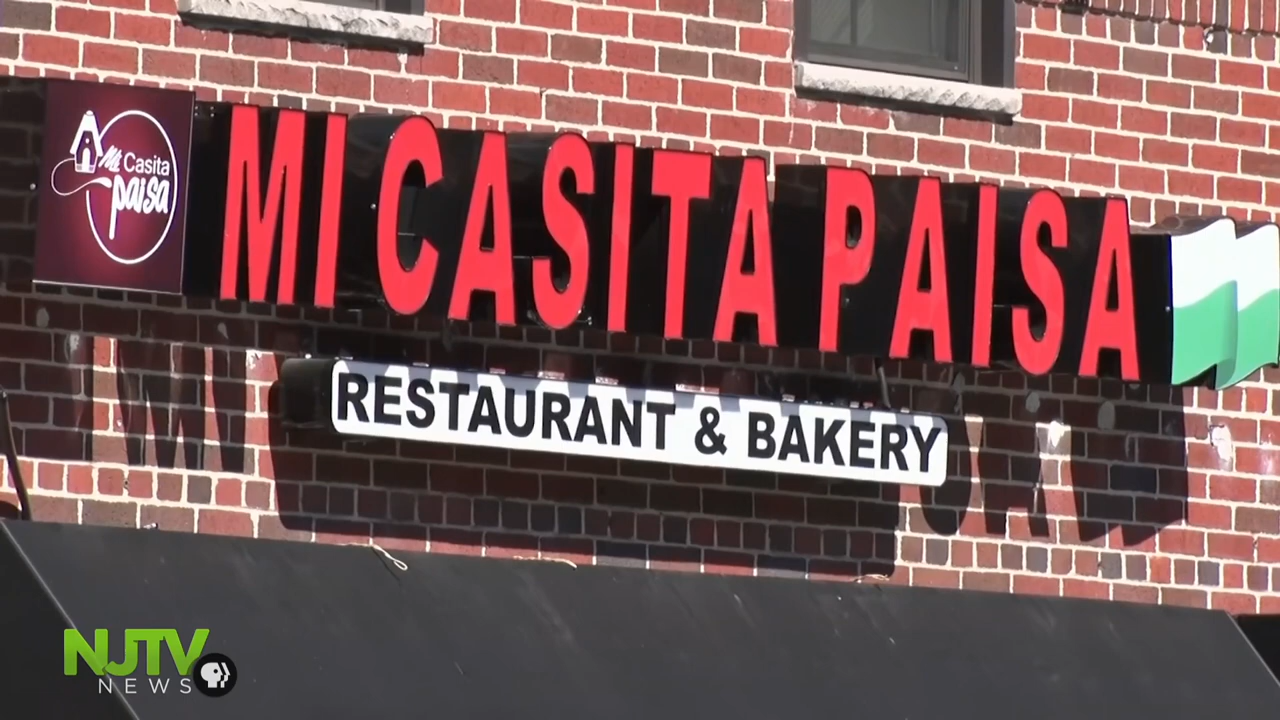 Mi Casita
paisa
MI CASITA PAISA
RESTAURANT & BAKERY
NJTV
NEWS